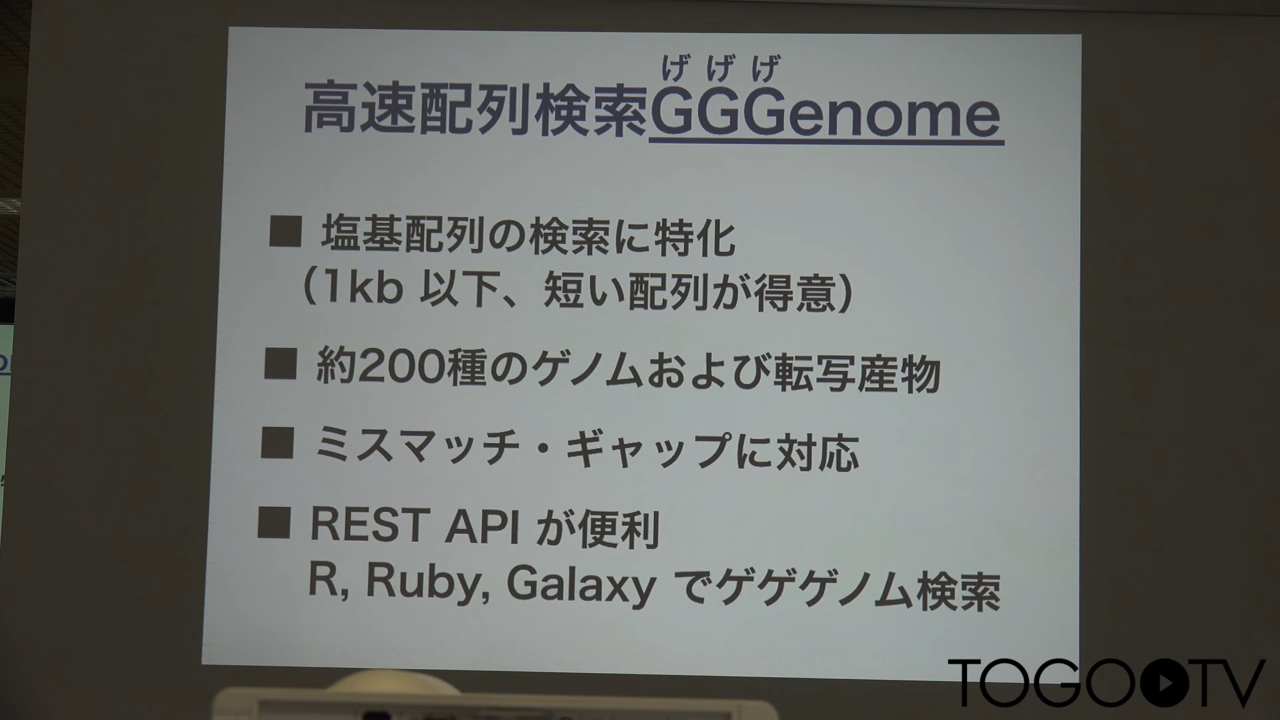 げげげ
高速配列検索GGGenome
■ 塩基配列の検索に特化
（1kb 以下、短い配列が得意）
■ 約200種のゲノムおよび転写産物
■ ミスマッチ・ギャップに対応
■ REST API が便利
R, Ruby, Galaxy でゲゲゲノム検索
TOGOTV